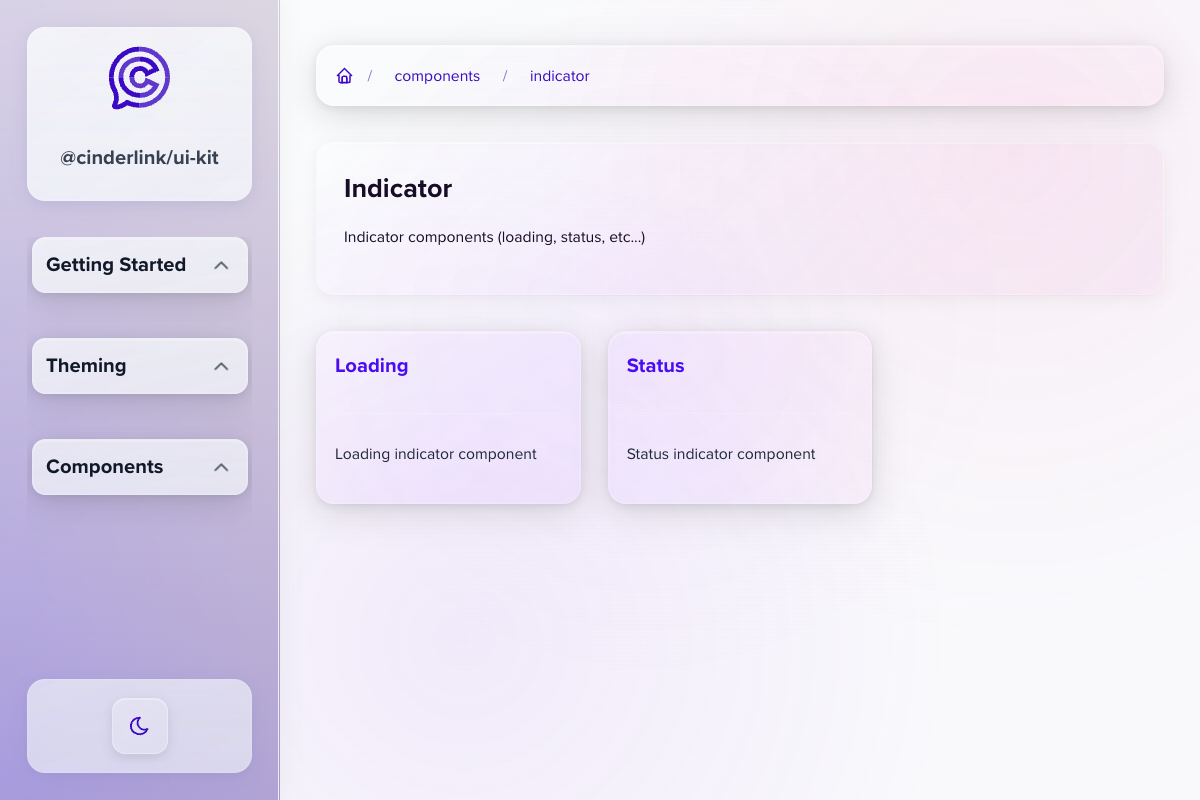 @cinderlink/ui-kit
Getting Started
Theming
Components
/ components / indicator
Indicator
Indicator components (loading, status, etc...)
Loading
Loading indicator component
Status
Status indicator component